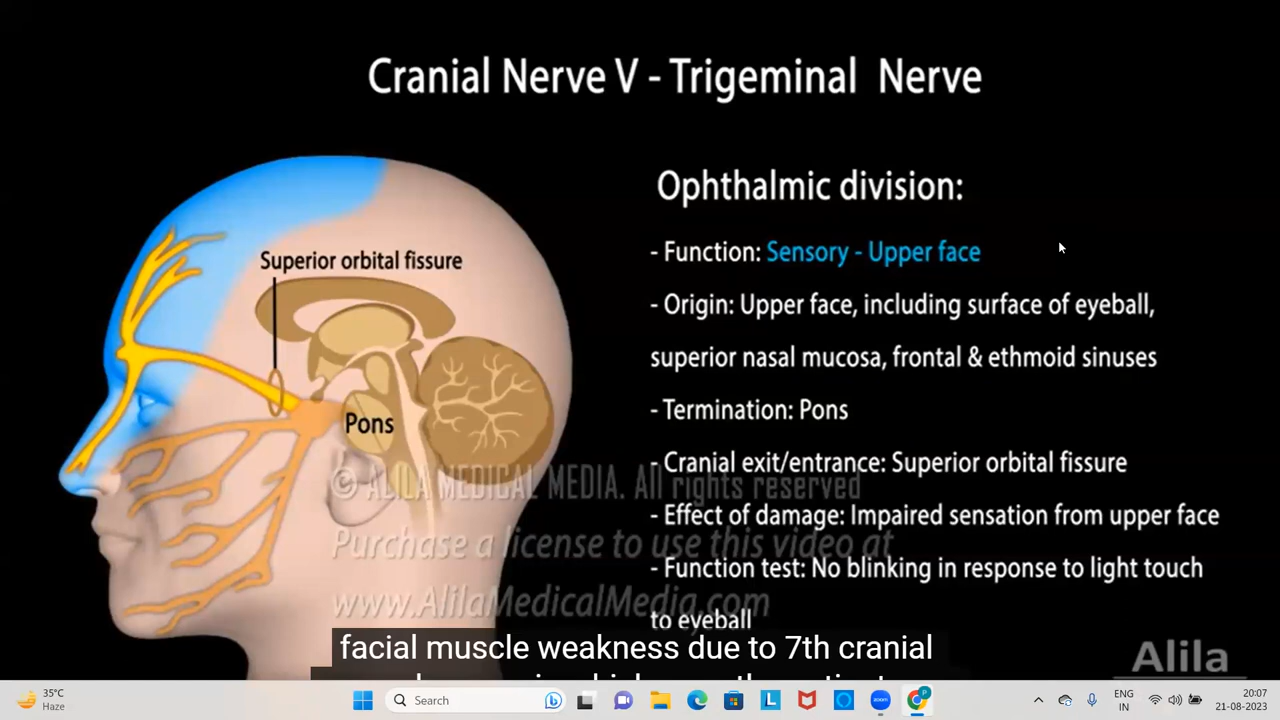 Cranial Nerve V - Trigeminal Nerve
Ophthalmic division:
- Function: Sensory - Upper face
Superior orbital fissure
- Origin: Upper face, including surface of eyeball,
superior nasal mucosa, frontal & ethmoid sinuses
- Termination: Pons
Pons
- Cranial exit/entrance: Superior orbital fissure
© ALILA MEDICAL MEDIA. All rights reserved
- Effect of damage: Impaired sensation from upper face
Purchase a license to use this video at
- Function test: No blinking in response to light touch
to eyeball
www.AlilaMedicalMedia.com
facial muscle weakness due to 7th cranial
Alila
35°C
Haze
Search
ENG
IN
20:07
21-08-2023